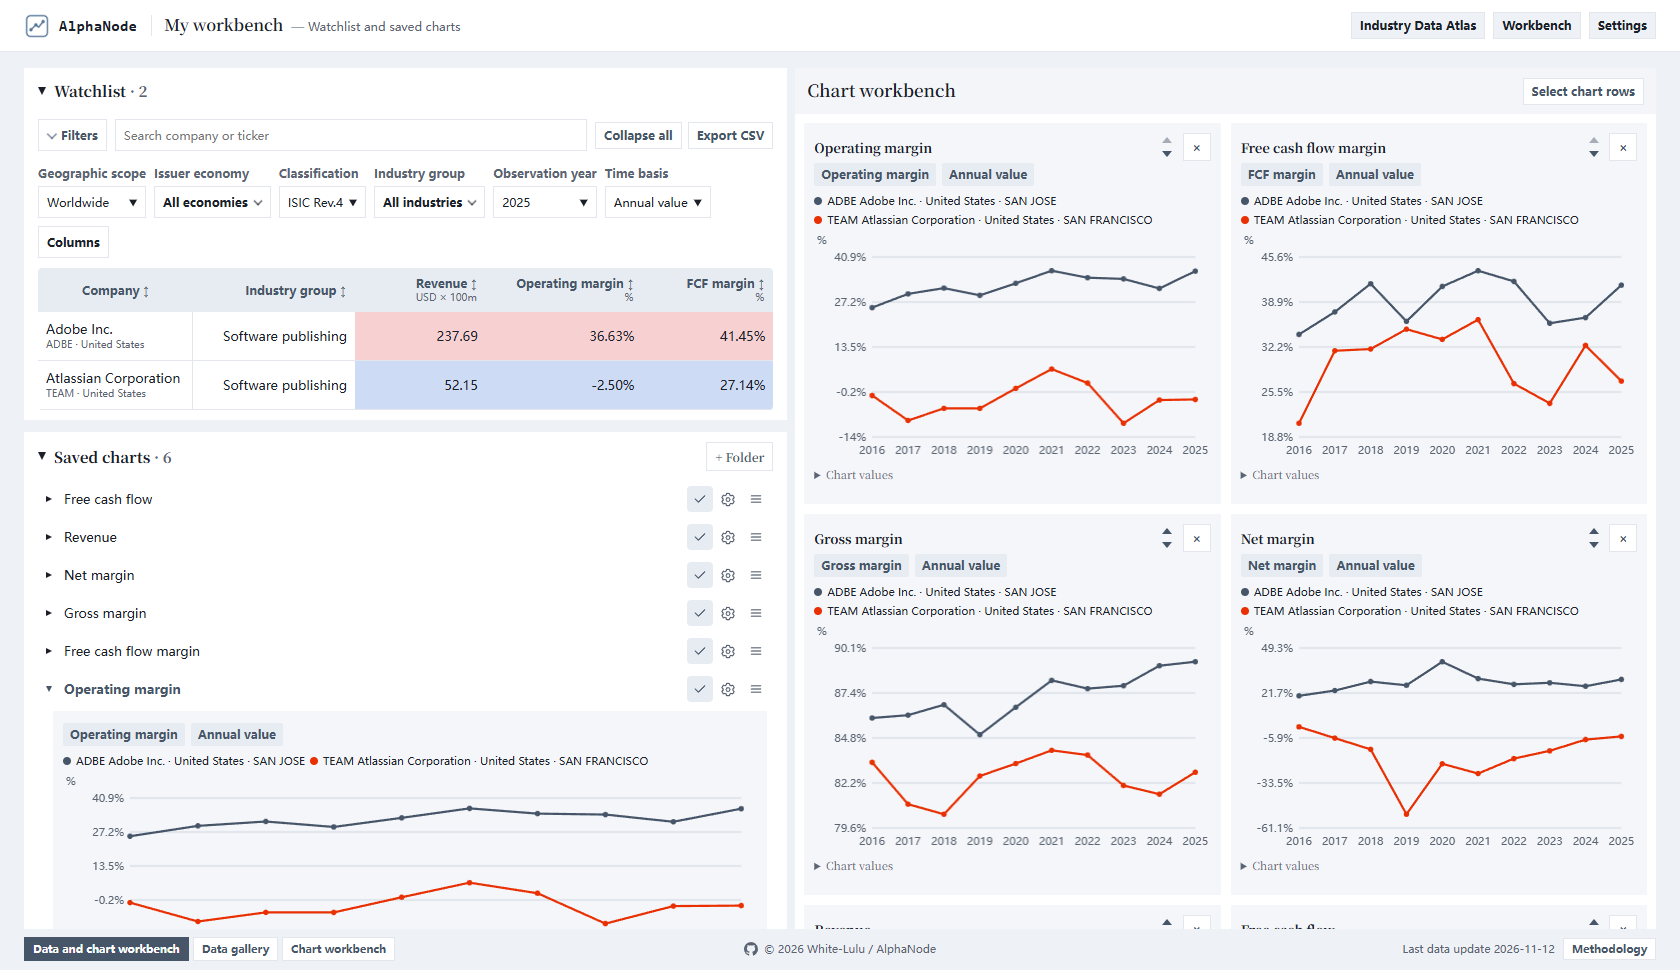 AlphaNode
My workbench — Watchlist and saved charts
Industry Data Atlas
Workbench
Settings
Watchlist · 2
Filters
Search company or ticker
Collapse all
Export CSV
Geographic scope
Issuer economy
Classification
Industry group
Observation year
Time basis
Worldwide
All economies
ISIC Rev.4
All industries
2025
Annual value
Columns
Company
Industry group
Revenue
USD × 100m
Operating margin
%
FCF margin
%
Adobe Inc.
ADBE · United States
Software publishing
237.69
36.63%
41.45%
Atlassian Corporation
TEAM · United States
Software publishing
52.15
-2.50%
27.14%
Saved charts · 6
+ Folder
Free cash flow
Revenue
Net margin
Gross margin
Free cash flow margin
Operating margin
Operating margin
Annual value
ADBE Adobe Inc. · United States · SAN JOSE
TEAM Atlassian Corporation · United States · SAN FRANCISCO
%
40.9%
27.2%
13.5%
-0.2%
Chart workbench
Select chart rows
Operating margin
×
Operating margin
Annual value
ADBE Adobe Inc. · United States · SAN JOSE
TEAM Atlassian Corporation · United States · SAN FRANCISCO
%
40.9%
27.2%
13.5%
-0.2%
-14%
2016 2017 2018 2019 2020 2021 2022 2023 2024 2025
Chart values
Free cash flow margin
×
FCF margin
Annual value
ADBE Adobe Inc. · United States · SAN JOSE
TEAM Atlassian Corporation · United States · SAN FRANCISCO
%
45.6%
38.9%
32.2%
25.5%
18.8%
2016 2017 2018 2019 2020 2021 2022 2023 2024 2025
Chart values
Gross margin
×
Gross margin
Annual value
ADBE Adobe Inc. · United States · SAN JOSE
TEAM Atlassian Corporation · United States · SAN FRANCISCO
%
90.1%
87.4%
84.8%
82.2%
79.6%
2016 2017 2018 2019 2020 2021 2022 2023 2024 2025
Chart values
Net margin
×
Net margin
Annual value
ADBE Adobe Inc. · United States · SAN JOSE
TEAM Atlassian Corporation · United States · SAN FRANCISCO
%
49.3%
21.7%
-5.9%
-33.5%
-61.1%
2016 2017 2018 2019 2020 2021 2022 2023 2024 2025
Chart values
Revenue
Free cash flow
Data and chart workbench
Data gallery
Chart workbench
© 2026 White-Lulu / AlphaNode
Last data update 2026-11-12
Methodology